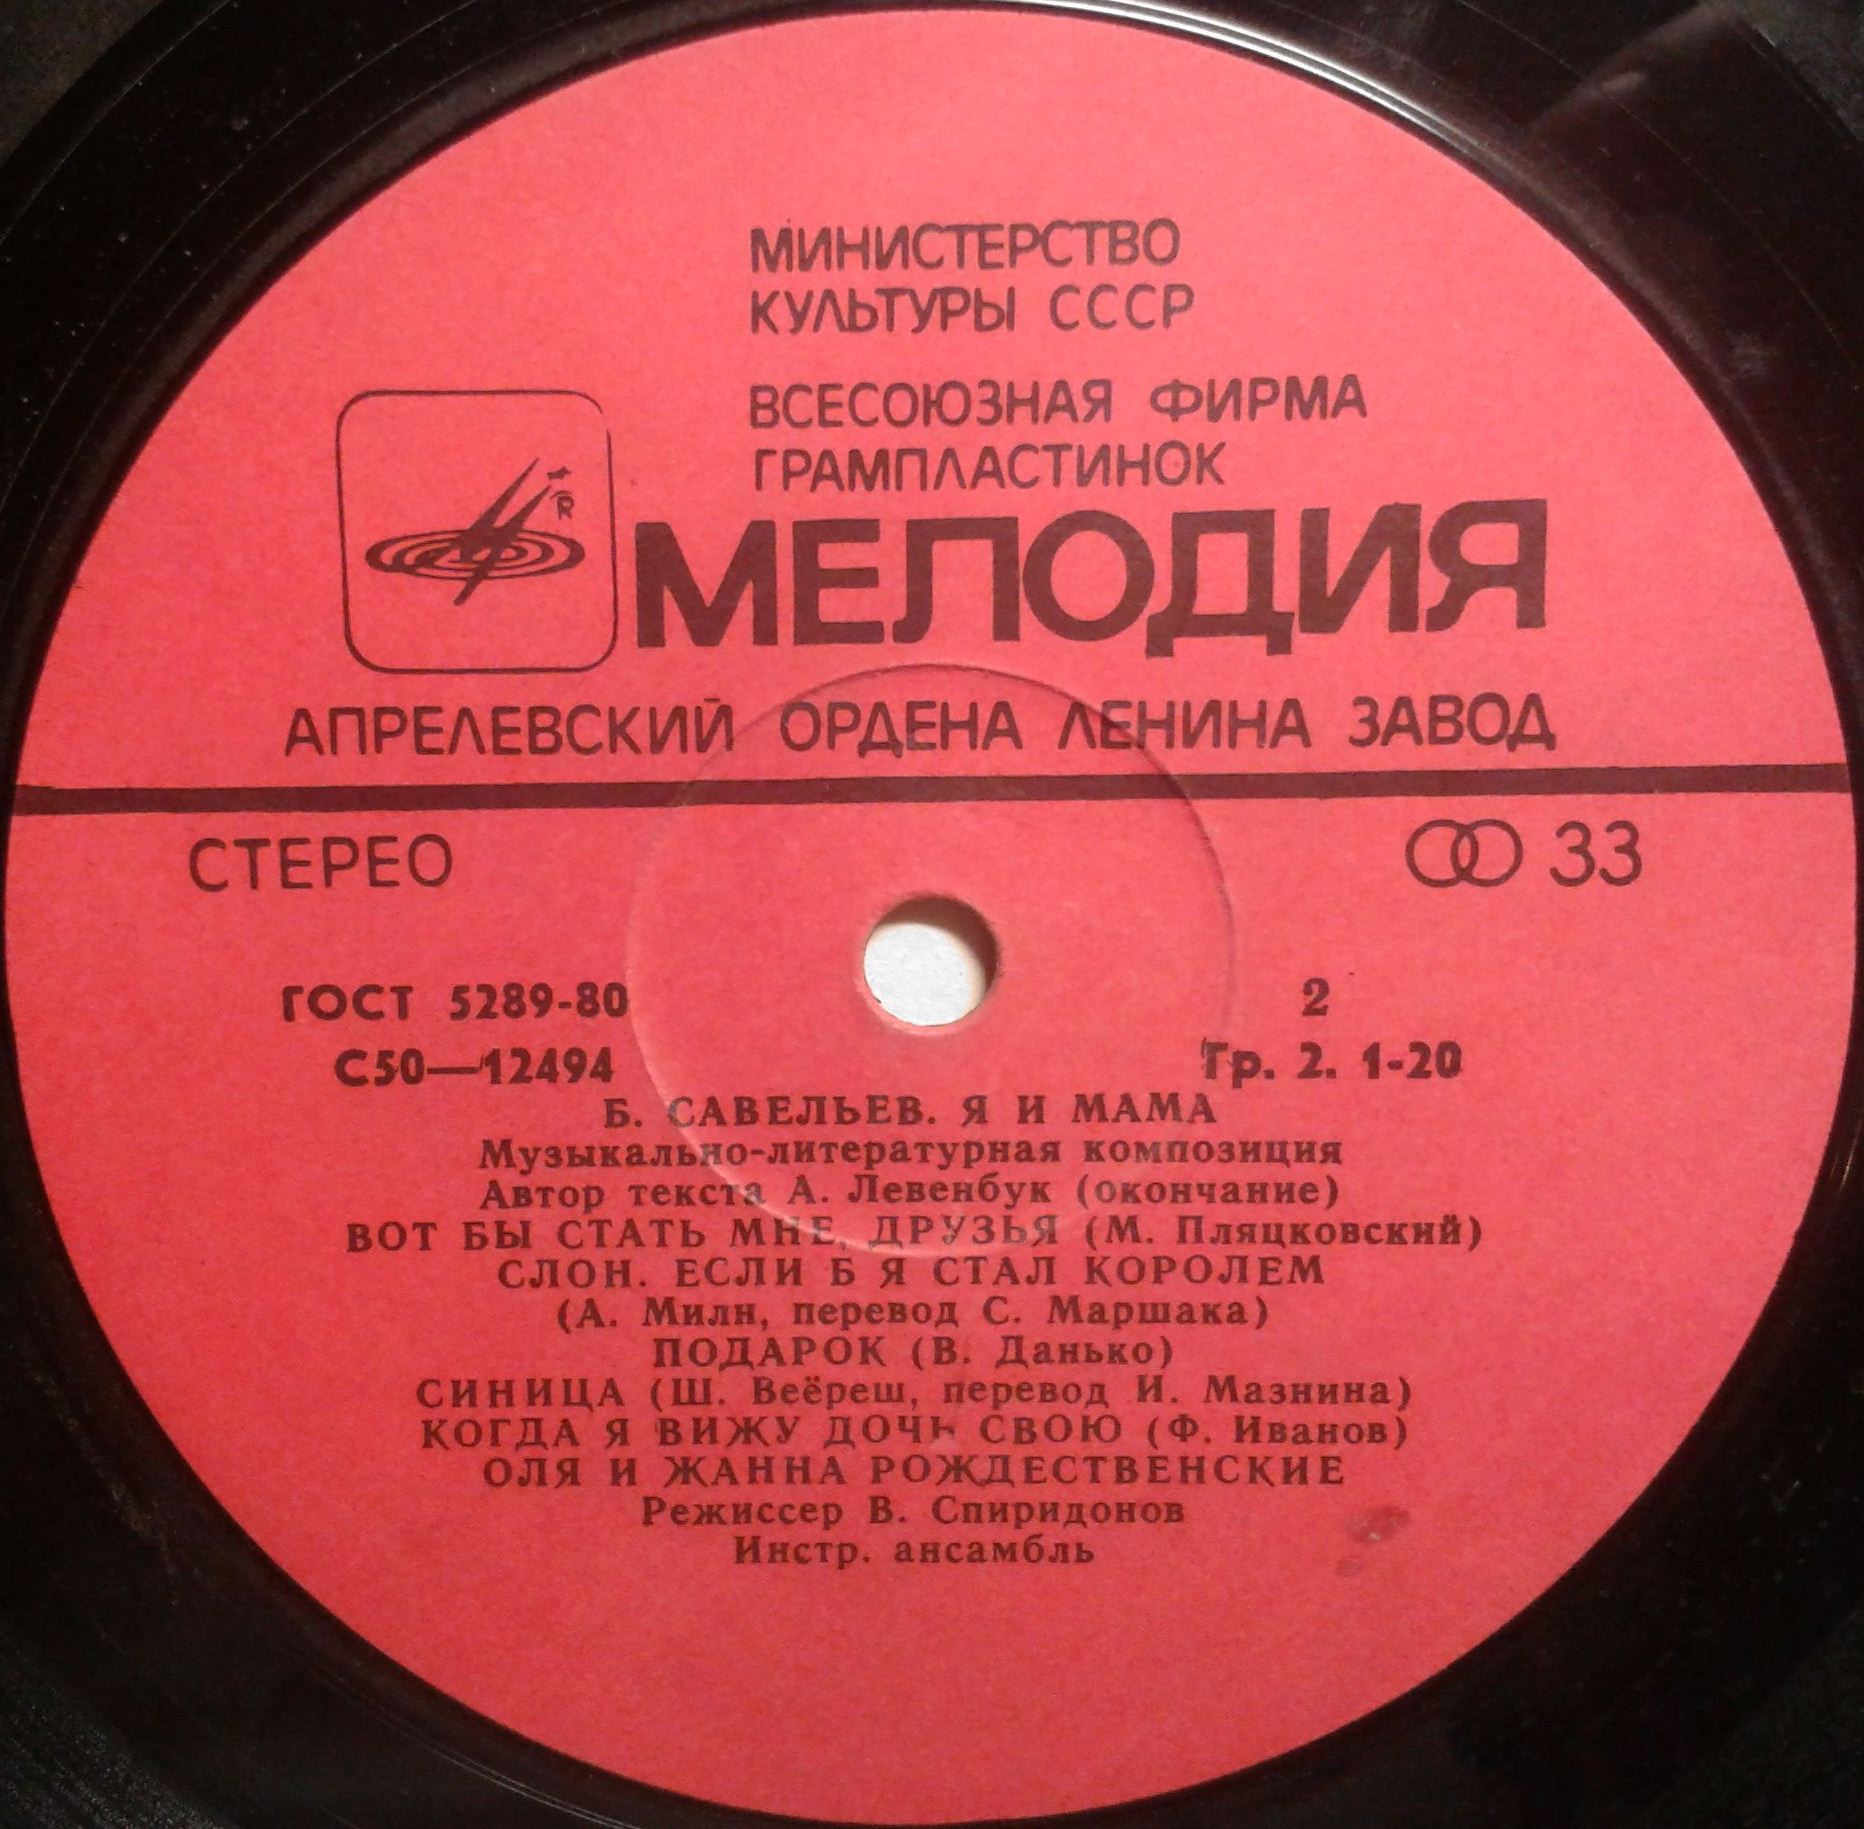 МИНИСТЕРСТВО
КУЛЬТУРЫ СССР
ВСЕСОЮЗНАЯ ФИРМА
ГРАМПЛАСТИНОК
R
МЕЛОДИЯ
АПРЕЛЕВСКИЙ ОРДЕНА ЛЕНИНА ЗАВОД
СТЕРЕО 33
ГОСТ 5289-80 2
С50—12494 Гр. 2. 1-20
Б. САВЕЛЬЕВ. Я И МАМА
Музыкально-литературная композиция
Автор текста А. Левенбук (окончание)
ВОТ БЫ СТАТЬ МНЕ, ДРУЗЬЯ (М. Пляцковский)
СЛОН. ЕСЛИ Б Я СТАЛ КОРОЛЕМ
(А. Милн, перевод С. Маршака)
ПОДАРОК (В. Данько)
СИНИЦА (Ш. Веёреш, перевод И. Мазнина)
КОГДА Я ВИЖУ ДОЧЬ СВОЮ (Ф. Иванов)
ОЛЯ И ЖАННА РОЖДЕСТВЕНСКИЕ
Режиссер В. Спиридонов
Инстр. ансамбль